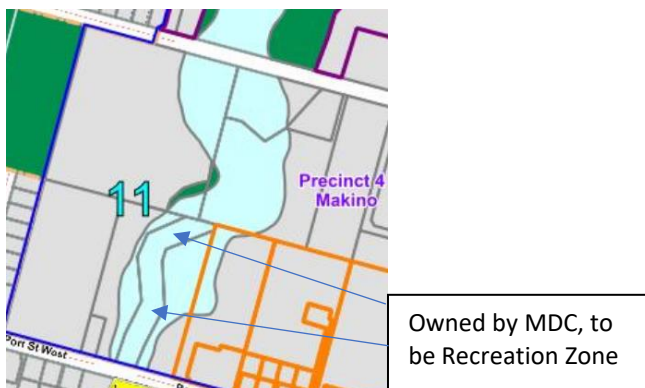 Precinct 4
Makino
11
Owned by MDC, to
be Recreation Zone
Port St West